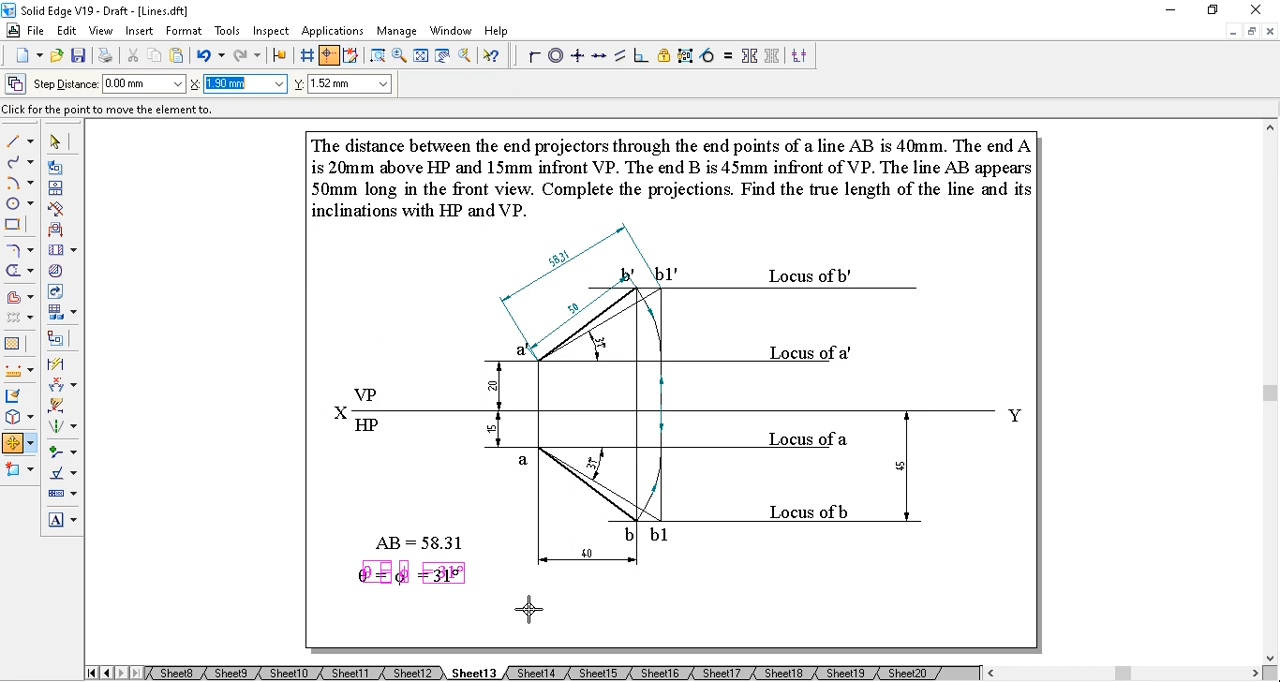 Solid Edge V19 - Draft - [Lines.dft]
File Edit View Insert Format Tools Inspect Applications Manage Window Help
Step Distance: 0.00 mm X: 1.90 mm Y: 1.52 mm
Click for the point to move the element to.
The distance between the end projectors through the end points of a line AB is 40mm. The end A
is 20mm above HP and 15mm infront VP. The end B is 45mm infront of VP. The line AB appears
50mm long in the front view. Complete the projections. Find the true length of the line and its
inclinations with HP and VP.
58.31
b' b1' Locus of b'
50
31°
a' Locus of a'
20
VP
X Y
HP
15
Locus of a
a 31°
45
Locus of b
b b1
AB = 58.31
40
θ = ϕ = 31°
A
Sheet8 Sheet9 Sheet10 Sheet11 Sheet12 Sheet13 Sheet14 Sheet15 Sheet16 Sheet17 Sheet18 Sheet19 Sheet20